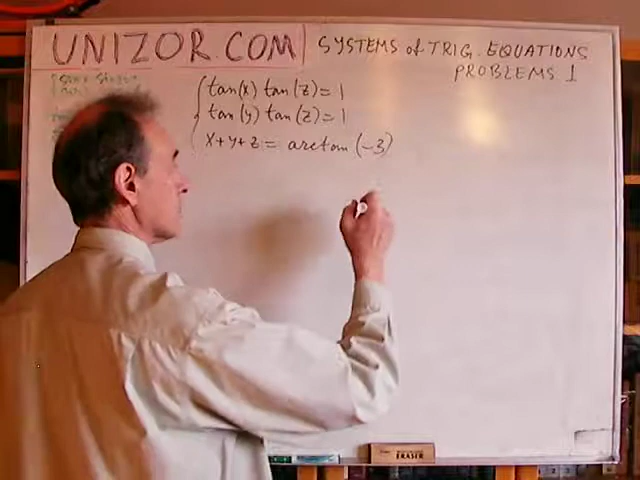 UNIZOR.COM
SYSTEMS of TRIG. EQUATIONS
PROBLEMS 1
tan(x) tan(z) = 1
tan(y) tan(z) = 1
x+y+z = arctan(-3)
ERASER